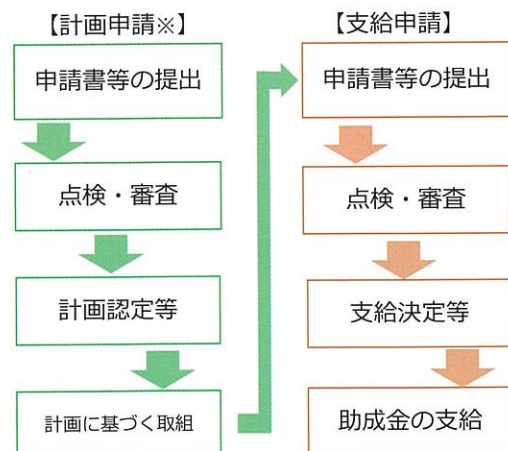 【計画申請※】
申請書等の提出
点検・審査
計画認定等
計画に基づく取組
【支給申請】
申請書等の提出
点検・審査
支給決定等
助成金の支給